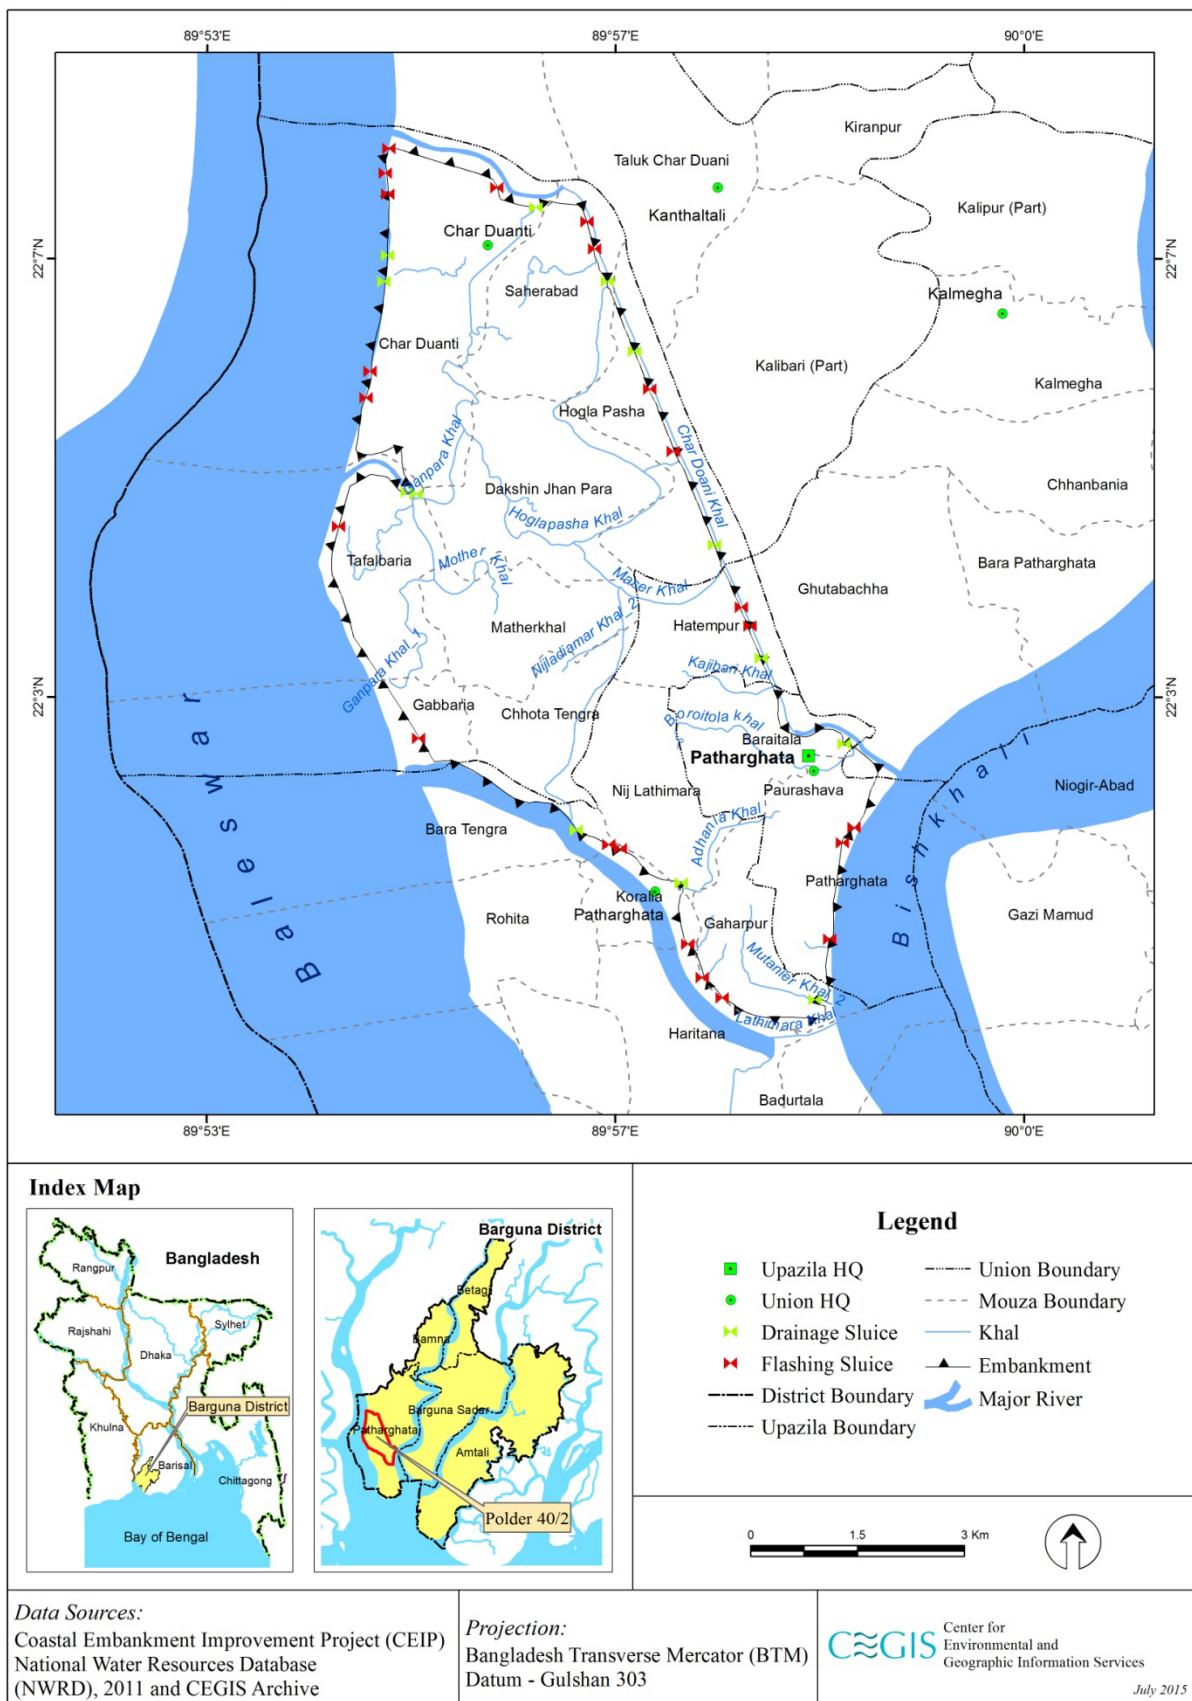 89°53'E
89°57'E
90°0'E
Kiranpur
Taluk Char Duani
Kanthaltali
Kalipur (Part)
Char Duanti
22°7'N
22°7'N
Saherabad
Kalmegha
Char Duanti
Kalibari (Part)
Kalmegha
Hogla Pasha
Ganpara Khal
Char Doani Khal
Dakshin Jhan Para
Chhanbania
Hoglapasha Khal
Tafalbaria
Mother Khal
Mazer Khal
Bara Patharghata
Ghutabachha
Matherkhal
Nijladiamar Khal_2
Hatempur
Ganpara Khal_1
Kajibari Khal
22°3'N
22°3'N
Gabbaria
Chhota Tengra
Boroitola khal
Baraitala
Patharghata
Baleswar
Bishkhali
Nij Lathimara
Paurashava
Niogir-Abad
Bara Tengra
Adhania Khal
Patharghata
Koralia
Patharghata
Rohita
Gaharpur
Gazi Mamud
Mutanier Khal_2
Lathimara Khal
Haritana
Badurtala
89°53'E
89°57'E
90°0'E
Index Map
Bangladesh
Rangpur
Rajshahi
Sylhet
Dhaka
Khulna
Barguna District
Barisal
Chittagong
Bay of Bengal
Barguna District
Betagi
Bamna
Barguna Sadar
Patharghata
Amtali
Polder 40/2
Legend
Upazila HQ
Union HQ
Drainage Sluice
Flashing Sluice
District Boundary
Upazila Boundary
Union Boundary
Mouza Boundary
Khal
Embankment
Major River
0 1.5 3 Km
Data Sources:
Coastal Embankment Improvement Project (CEIP)
National Water Resources Database
(NWRD), 2011 and CEGIS Archive
Projection:
Bangladesh Transverse Mercator (BTM)
Datum - Gulshan 303
CEGIS
Center for
Environmental and
Geographic Information Services
July 2015